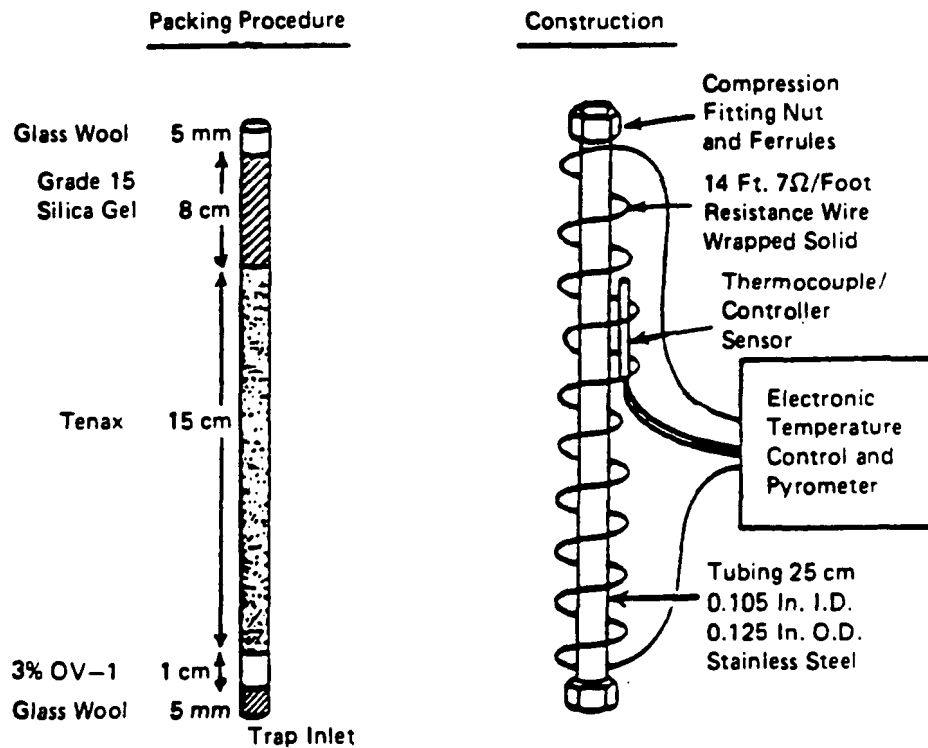 Packing Procedure
Glass Wool 5 mm
Grade 15
Silica Gel 8 cm
Tenax 15 cm
3% OV-1 1 cm
Glass Wool 5 mm
Trap Inlet
Construction
Compression
Fitting Nut
and Ferrules
14 Ft. 7Ω/Foot
Resistance Wire
Wrapped Solid
Thermocouple/
Controller
Sensor
Electronic
Temperature
Control and
Pyrometer
Tubing 25 cm
0.105 In. I.D.
0.125 In. O.D.
Stainless Steel